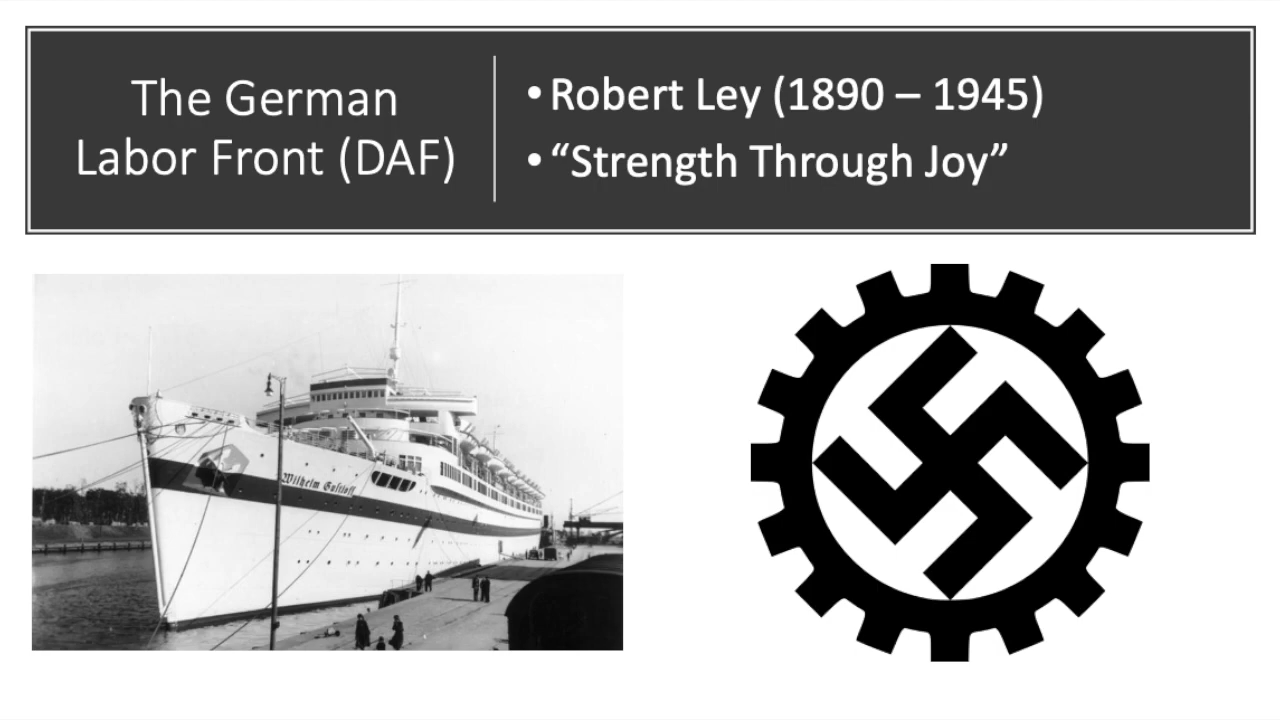 The German
Labor Front (DAF)
• Robert Ley (1890 – 1945)
• “Strength Through Joy”
Wilhelm Gustloff